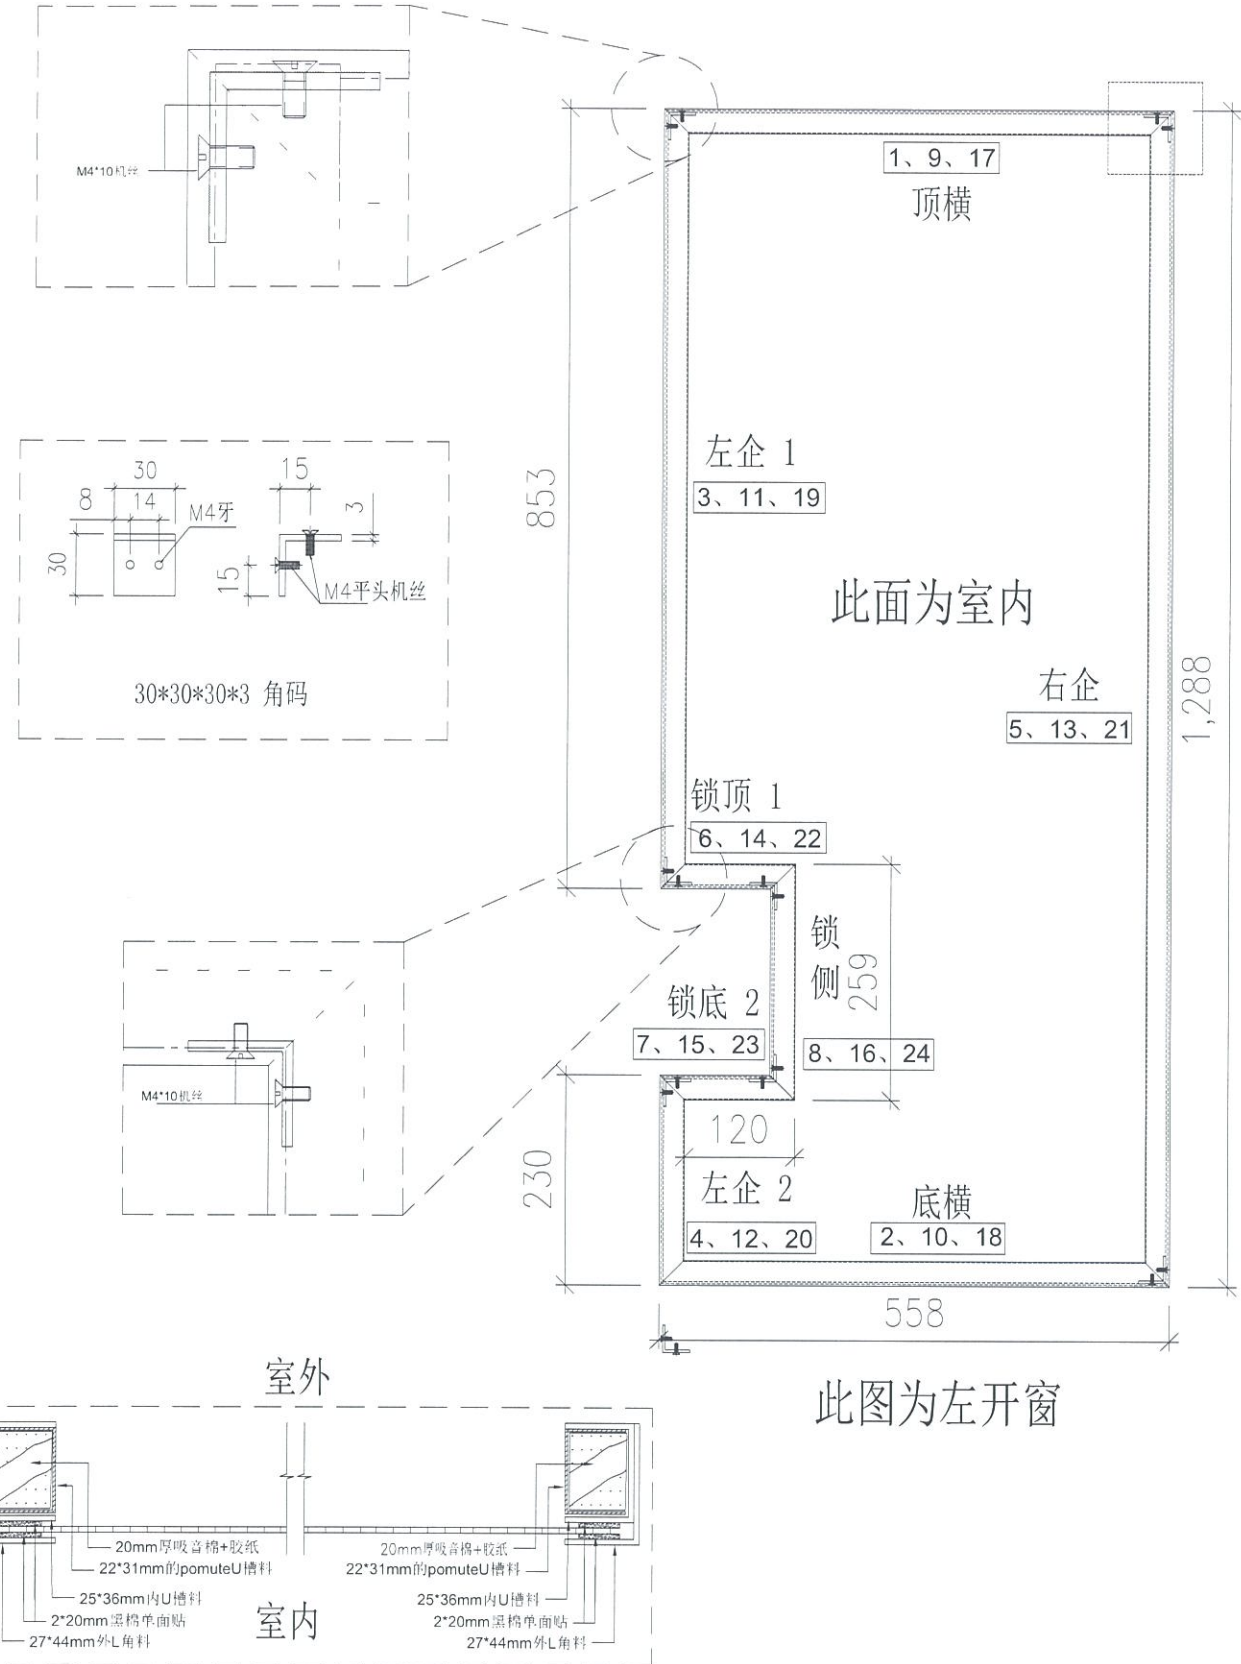 M4*10机丝
1、9、17
顶横
853
左企 1
3、11、19
30
15
8
14
M4牙
3
30
15
M4平头机丝
30*30*30*3 角码
此面为室内
右企
5、13、21
1,288
锁顶 1
6、14、22
锁侧
259
锁底 2
7、15、23
8、16、24
M4*10机丝
120
230
左企 2
4、12、20
底横
2、10、18
558
此图为左开窗
室外
20mm厚吸音棉+胶纸
20mm厚吸音棉+胶纸
22*31mm的pomuteU槽料
22*31mm的pomuteU槽料
25*36mm内U槽料
25*36mm内U槽料
2*20mm黑棉单面贴
2*20mm黑棉单面贴
27*44mm外L角料
27*44mm外L角料
室内